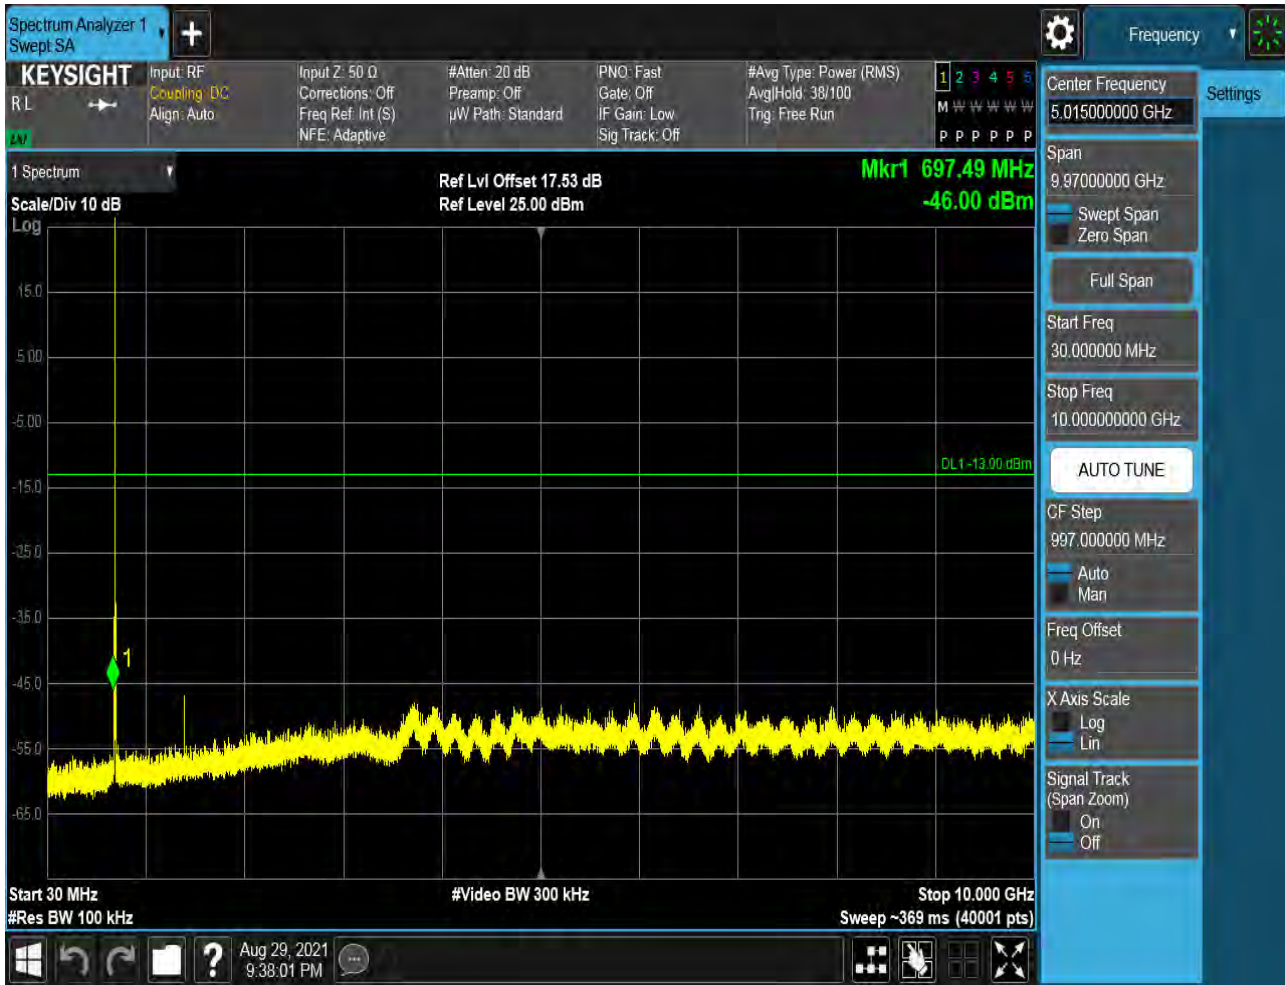 Spectrum Analyzer 1
Swept SA
Frequency
KEYSIGHT
R L
Input: RF
Coupling: DC
Align: Auto
Input Z: 50 Ω
Corrections: Off
Freq Ref: Int (S)
NFE: Adaptive
#Atten: 20 dB
Preamp: Off
µW Path: Standard
PNO: Fast
Gate: Off
IF Gain: Low
Sig Track: Off
#Avg Type: Power (RMS)
Avg|Hold: 38/100
Trig: Free Run
1 2 3 4 5 6
M W W W W W
P P P P P P
1 Spectrum
Scale/Div 10 dB
Log
Ref Lvl Offset 17.53 dB
Ref Level 25.00 dBm
Mkr1 697.49 MHz
-46.00 dBm
15.0
5.00
-5.00
-15.0
-25.0
-35.0
-45.0
-55.0
-65.0
DL1 -13.00 dBm
1
Start 30 MHz
#Res BW 100 kHz
#Video BW 300 kHz
Stop 10.000 GHz
Sweep ~369 ms (40001 pts)
Center Frequency
5.015000000 GHz
Settings
Span
9.97000000 GHz
Swept Span
Zero Span
Full Span
Start Freq
30.000000 MHz
Stop Freq
10.000000000 GHz
AUTO TUNE
CF Step
997.000000 MHz
Auto
Man
Freq Offset
0 Hz
X Axis Scale
Log
Lin
Signal Track
(Span Zoom)
On
Off
?
Aug 29, 2021
9:38:01 PM